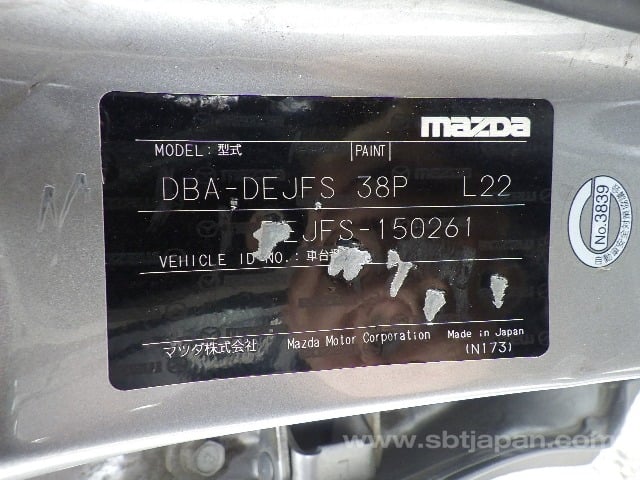 mazda
MODEL: 型式 PAINT
DBA-DEJFS 38P L22
EJFS-150261
VEHICLE ID NO.: 車台
マツダ株式会社 Mazda Motor Corporation Made in Japan
(N173)
No.3839
www.sbtjapan.com